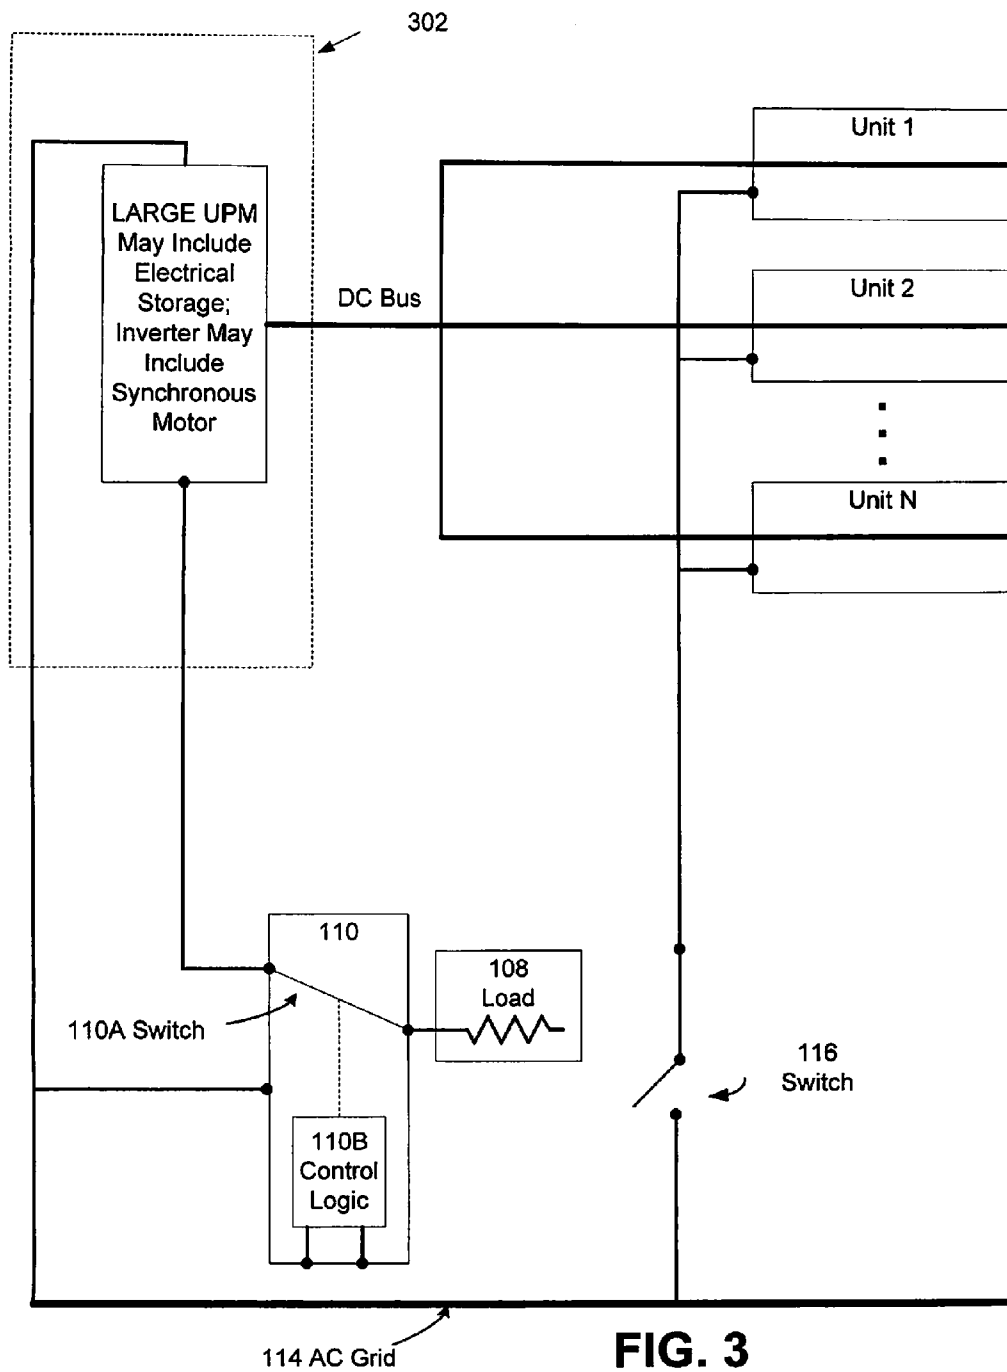 302
Unit 1
LARGE UPM
May Include
Electrical
Storage;
Inverter May
Include
Synchronous
Motor
DC Bus
Unit 2
Unit N
110
108
Load
110A Switch
116
Switch
110B
Control
Logic
114 AC Grid
FIG. 3